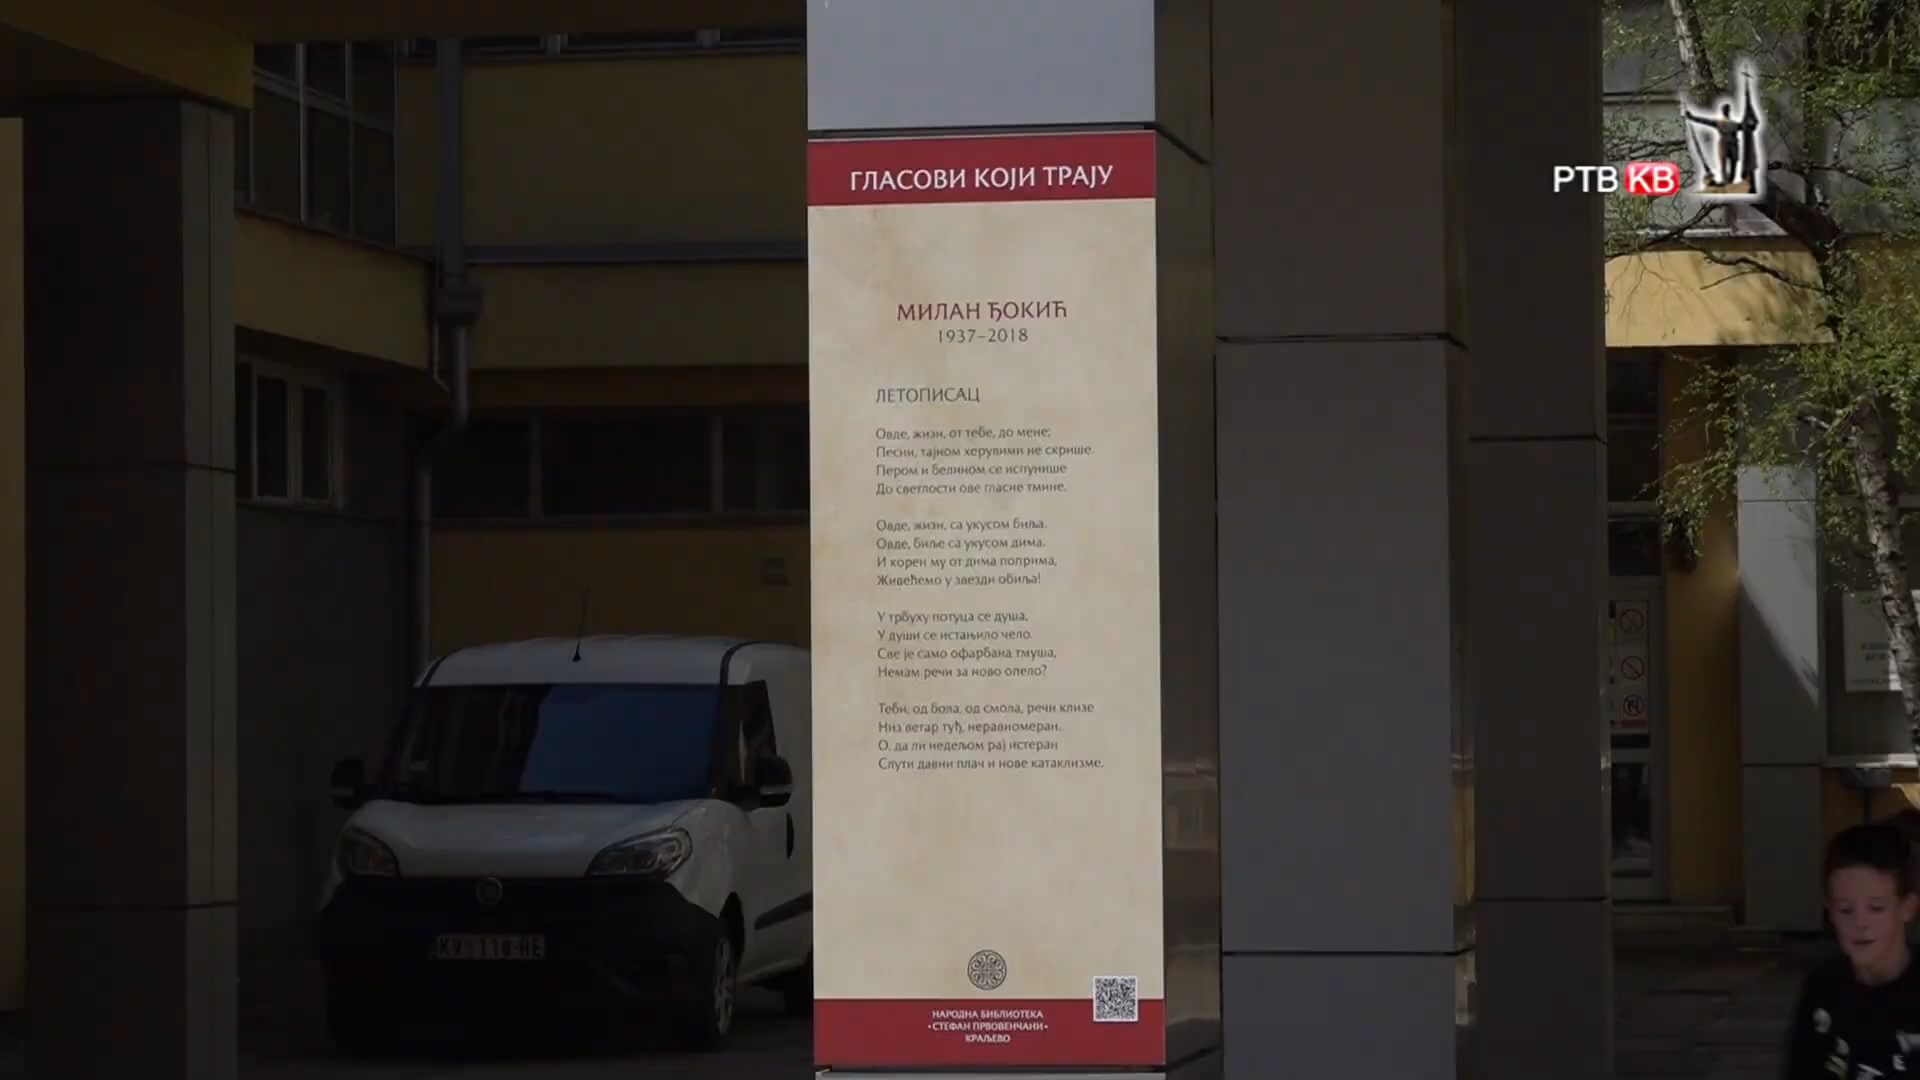 ГЛАСОВИ КОЈИ ТРАЈУ
РТВ КВ
МИЛАН ЂОКИЋ
1937–2018
ЛЕТОПИСАЦ
Овде, жизн, от тебе, до мене;
Песни, тајном херувими не скрише.
Пером и белином се испунише
До светлости ове гласне тмине.
Овде, жизн, са укусом биља.
Овде, биље са укусом дима.
И корен му от дима поприма,
Живећемо у звезди обиља!
У трбуху потуца се душа,
У души се истањило чело.
Све је само офарбана тмуша,
Немам речи за ново опело?
Теби, од бола, од смола, речи клизе
Низ ветар туђ, неравномеран.
О, да ли недељом рај истеран
Слути давни плач и нове катаклизме.
KV 118-HE
НАРОДНА БИБЛИОТЕКА
•СТЕФАН ПРВОВЕНЧАНИ•
КРАЉЕВО